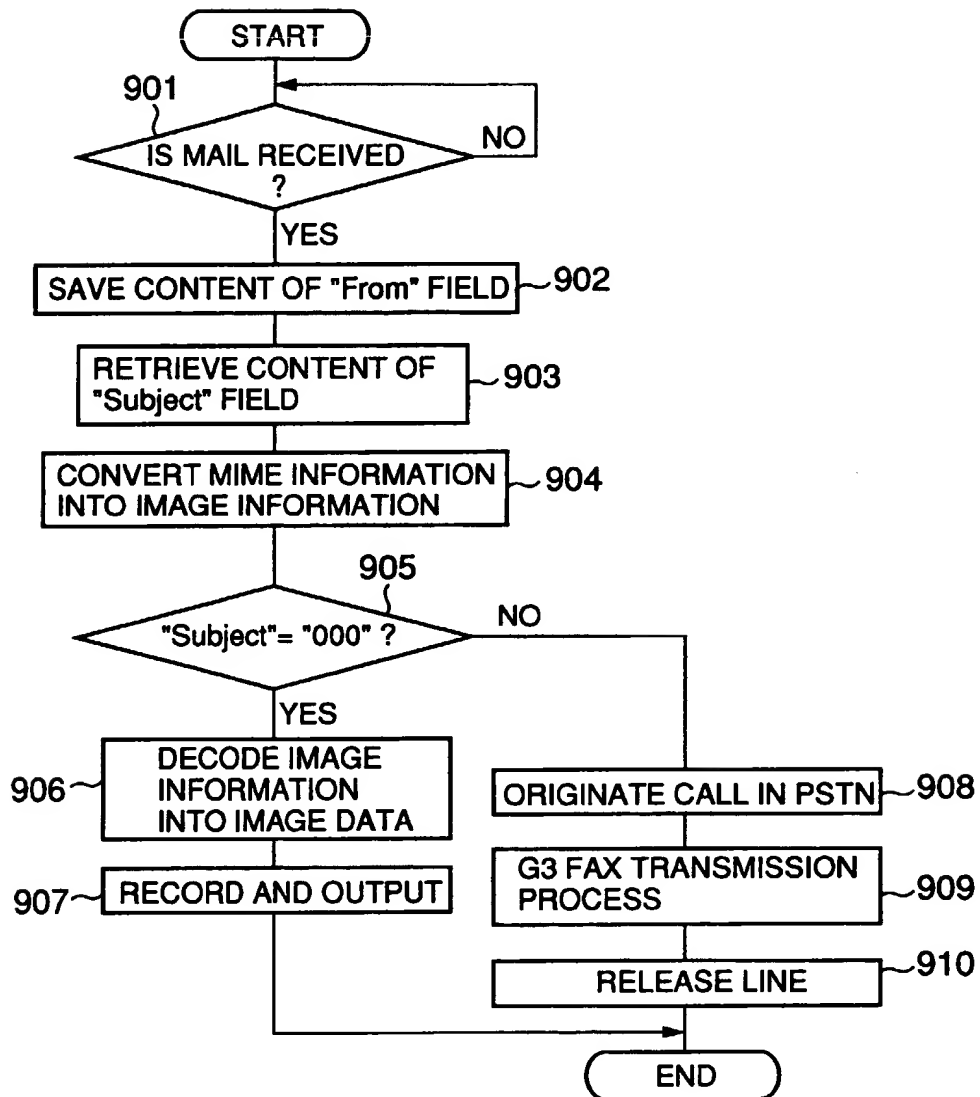 START
901
IS MAIL RECEIVED
?
NO
YES
SAVE CONTENT OF "From" FIELD
902
RETRIEVE CONTENT OF
"Subject" FIELD
903
CONVERT MIME INFORMATION
INTO IMAGE INFORMATION
904
905
"Subject"= "000" ?
NO
YES
906
DECODE IMAGE
INFORMATION
INTO IMAGE DATA
907
RECORD AND OUTPUT
ORIGINATE CALL IN PSTN
908
G3 FAX TRANSMISSION
PROCESS
909
RELEASE LINE
910
END